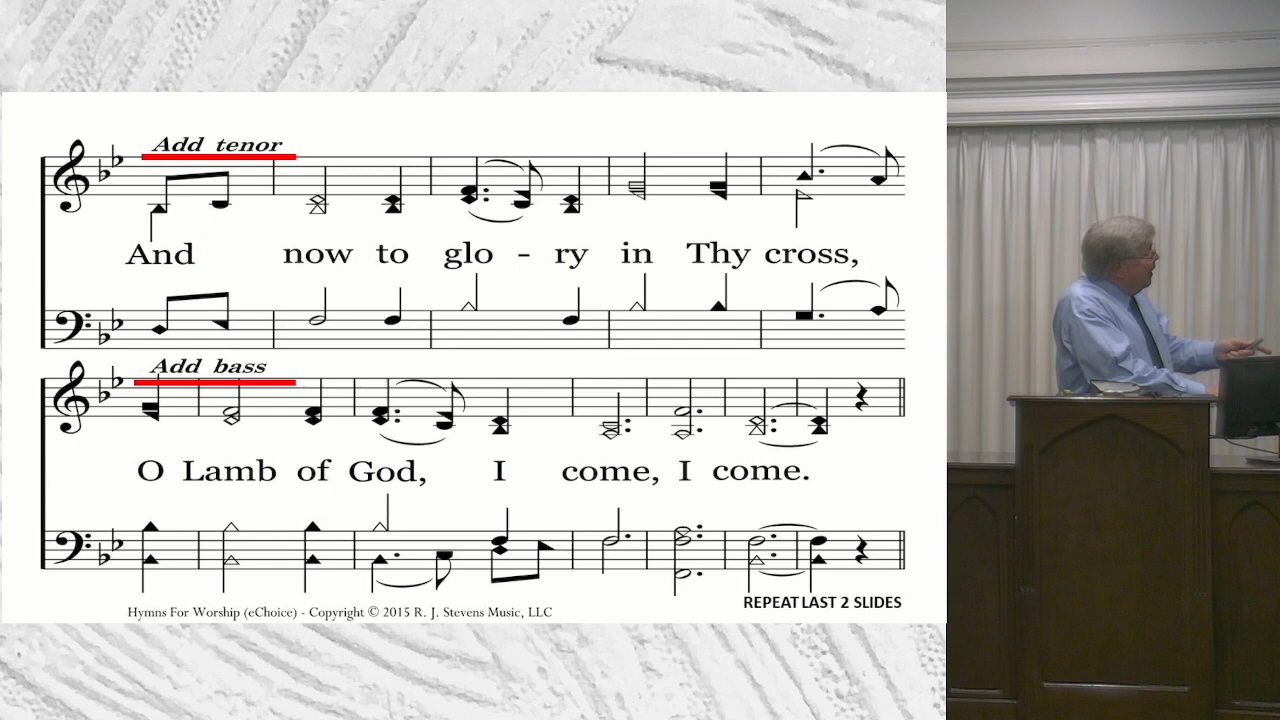 Add tenor
And now to glo - ry in Thy cross,
Add bass
O Lamb of God, I come, I come.
REPEAT LAST 2 SLIDES
Hymns For Worship (eChoice) - Copyright © 2015 R. J. Stevens Music, LLC